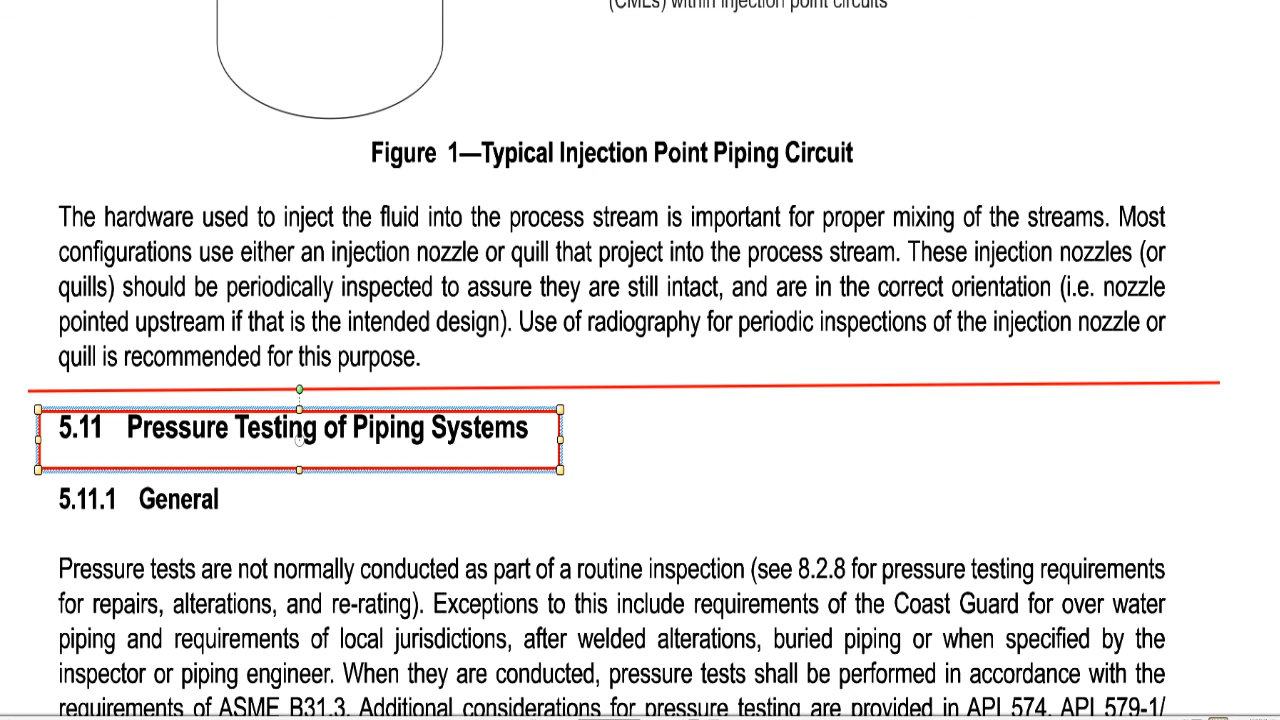 (CMLs) within injection point circuits
Figure 1—Typical Injection Point Piping Circuit
The hardware used to inject the fluid into the process stream is important for proper mixing of the streams. Most
configurations use either an injection nozzle or quill that project into the process stream. These injection nozzles (or
quills) should be periodically inspected to assure they are still intact, and are in the correct orientation (i.e. nozzle
pointed upstream if that is the intended design). Use of radiography for periodic inspections of the injection nozzle or
quill is recommended for this purpose.
5.11 Pressure Testing of Piping Systems
5.11.1 General
Pressure tests are not normally conducted as part of a routine inspection (see 8.2.8 for pressure testing requirements
for repairs, alterations, and re-rating). Exceptions to this include requirements of the Coast Guard for over water
piping and requirements of local jurisdictions, after welded alterations, buried piping or when specified by the
inspector or piping engineer. When they are conducted, pressure tests shall be performed in accordance with the
requirements of ASME B31.3. Additional considerations for pressure testing are provided in API 574, API 579-1/